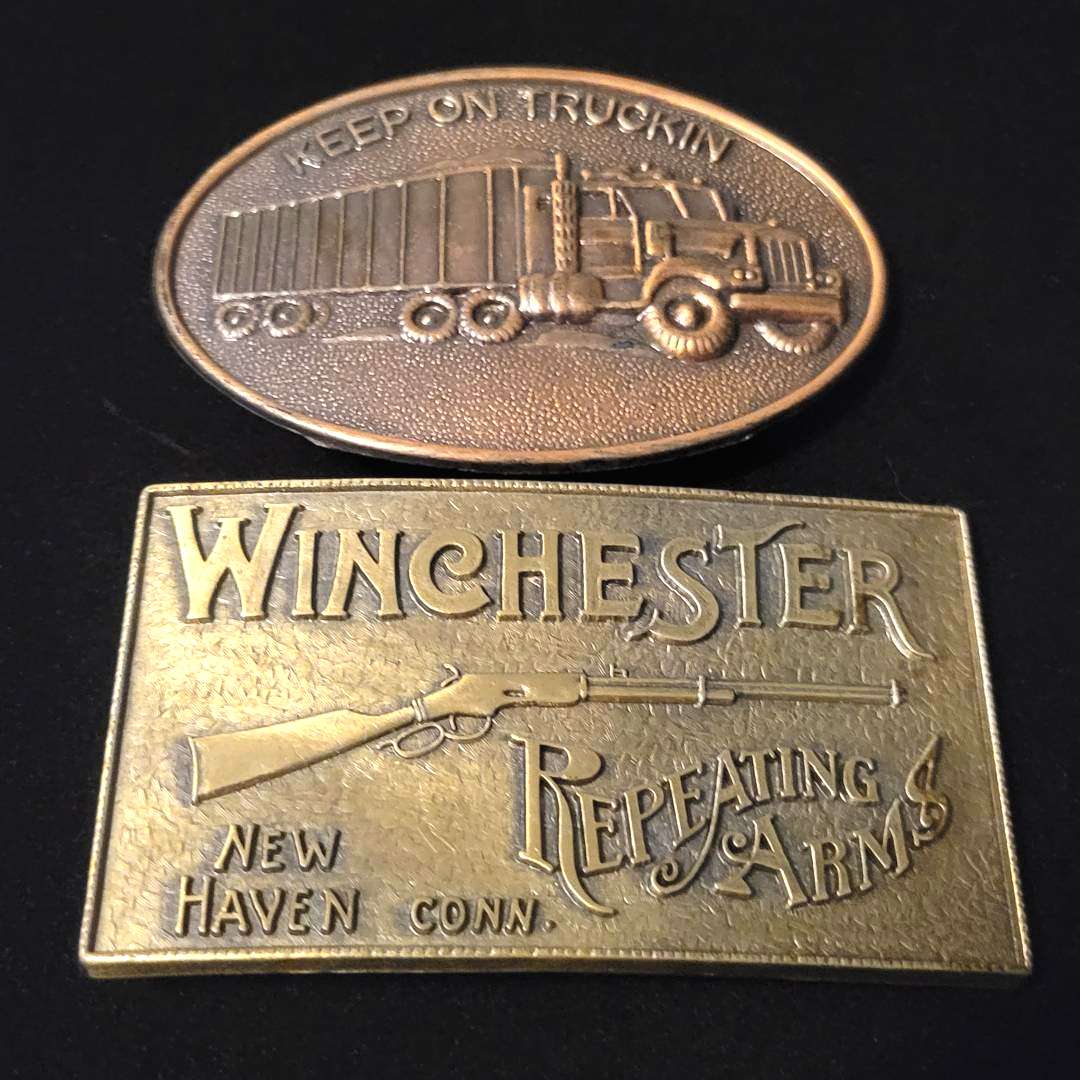 KEEP ON TRUCKIN
WINCHESTER
REPEATING
ARMS
NEW
HAVEN CONN.